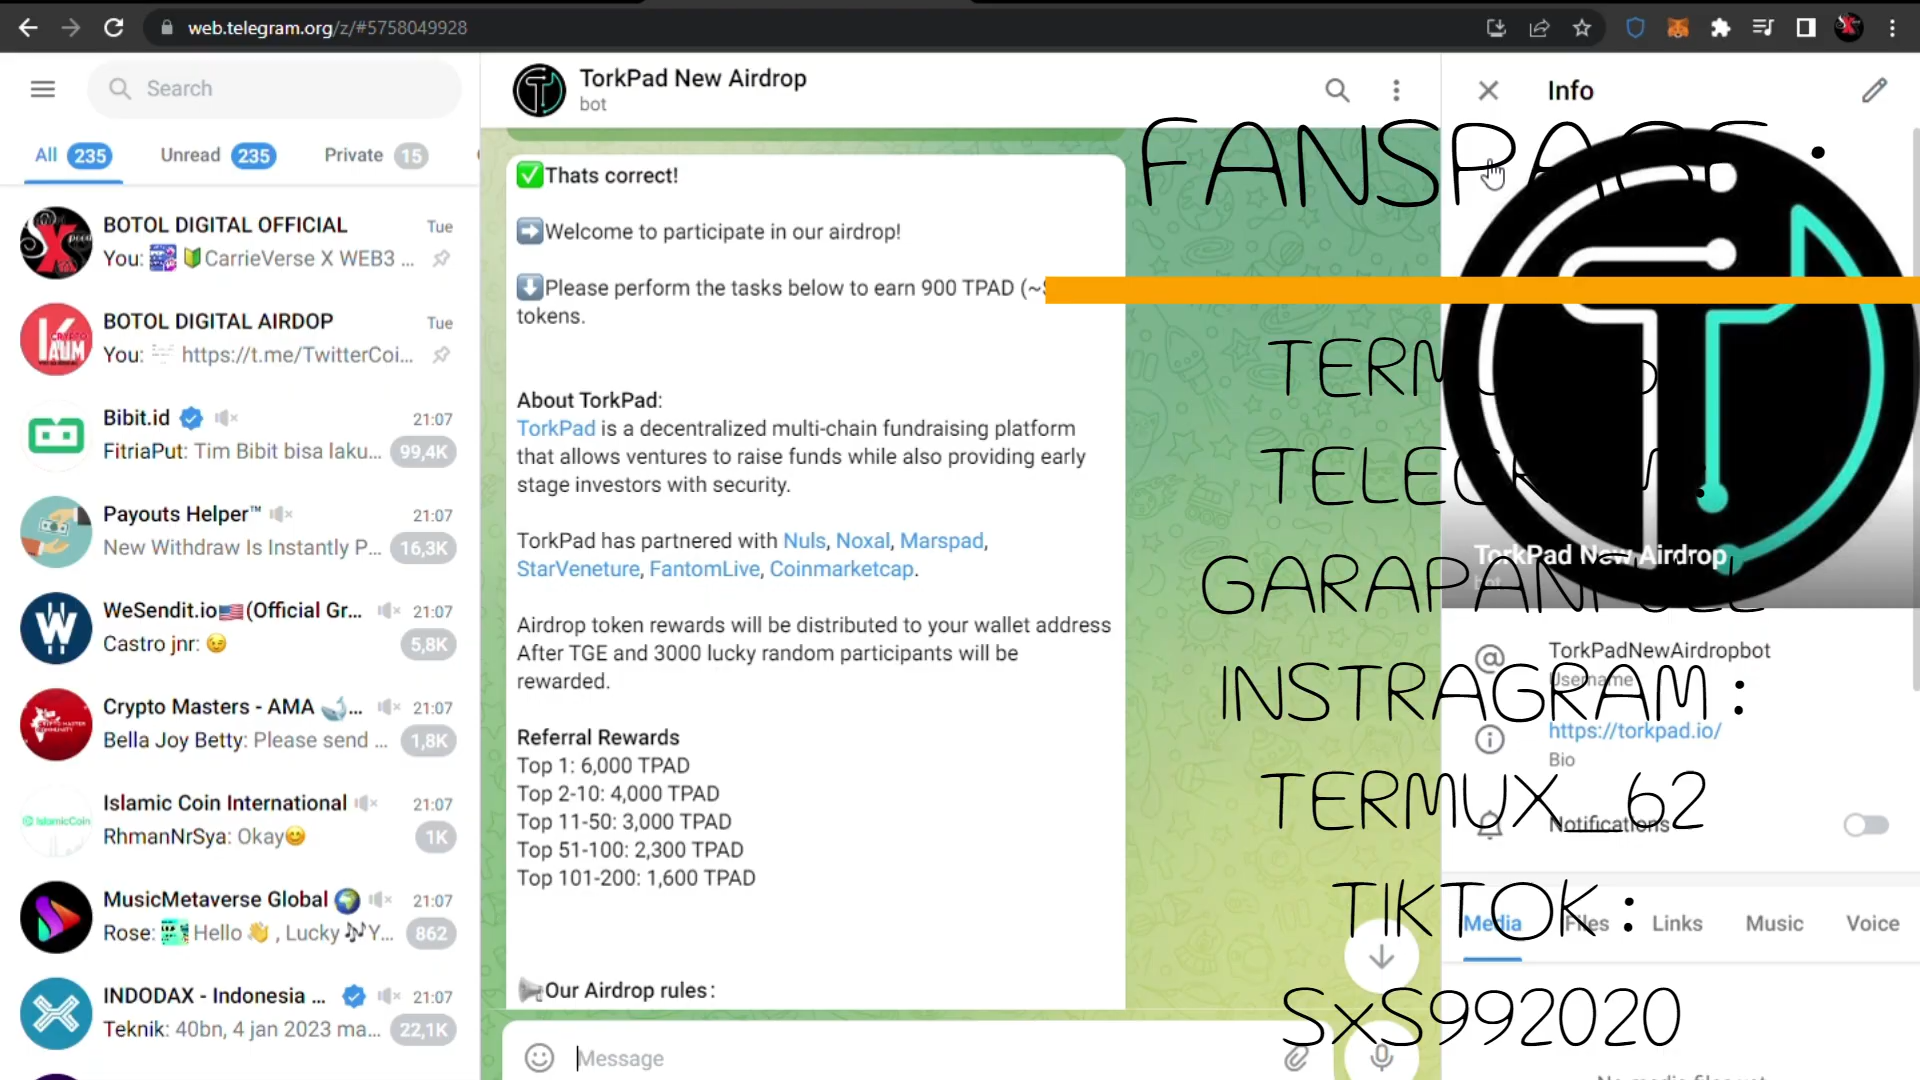 web.telegram.org/z/#5758049928
Search
All 235 Unread 235 Private 15
BOTOL DIGITAL OFFICIAL Tue
You: CarrieVerse X WEB3 ...
BOTOL DIGITAL AIRDOP Tue
You: https://t.me/TwitterCoi...
Bibit.id 21:07
FitriaPut: Tim Bibit bisa laku... 99,4K
Payouts Helper™ 21:07
New Withdraw Is Instantly P... 16,3K
WeSendit.io (Official Gr... 21:07
Castro jnr: 5,8K
Crypto Masters - AMA ... 21:07
Bella Joy Betty: Please send ... 1,8K
Islamic Coin International 21:07
RhmanNrSya: Okay 1K
MusicMetaverse Global 21:07
Rose: Hello , Lucky Y... 862
INDODAX - Indonesia ... 21:07
Teknik: 40bn, 4 jan 2023 ma... 22,1K
TorkPad New Airdrop
bot
Thats correct!
Welcome to participate in our airdrop!
Please perform the tasks below to earn 900 TPAD (~
tokens.
About TorkPad:
TorkPad is a decentralized multi-chain fundraising platform
that allows ventures to raise funds while also providing early
stage investors with security.
TorkPad has partnered with Nuls, Noxal, Marspad,
StarVeneture, FantomLive, Coinmarketcap.
Airdrop token rewards will be distributed to your wallet address
After TGE and 3000 lucky random participants will be
rewarded.
Referral Rewards
Top 1: 6,000 TPAD
Top 2-10: 4,000 TPAD
Top 11-50: 3,000 TPAD
Top 51-100: 2,300 TPAD
Top 101-200: 1,600 TPAD
Our Airdrop rules:
Message
Info
TorkPad New Airdrop
bot
TorkPadNewAirdropbot
Username
https://torkpad.io/
Bio
Notifications
Media Files Links Music Voice
FANSPAGE :
INSTRAGRAM :
TERMUX_62
TIKTOK :
SxS992020